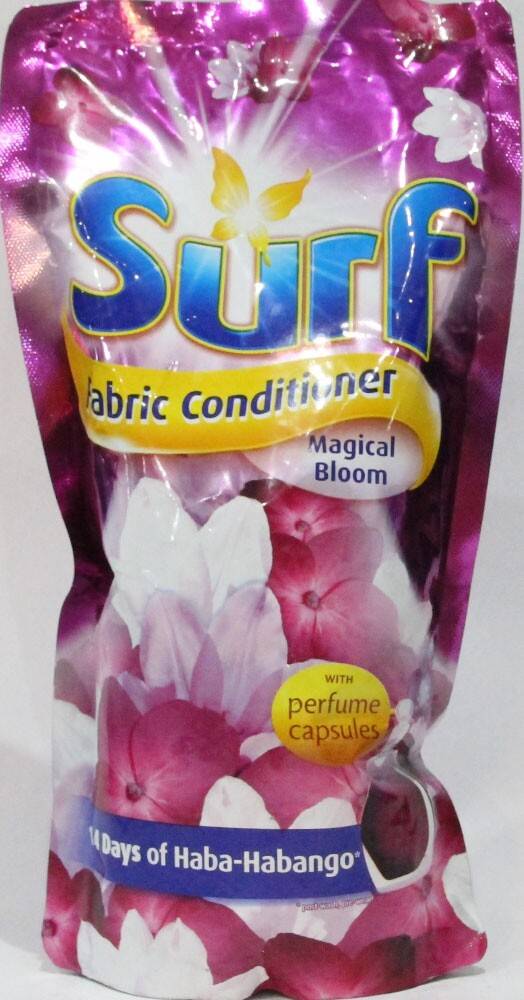 Surf
Fabric Conditioner
Magical
Bloom
WITH
perfume
capsules
14 Days of Haba-Habango*